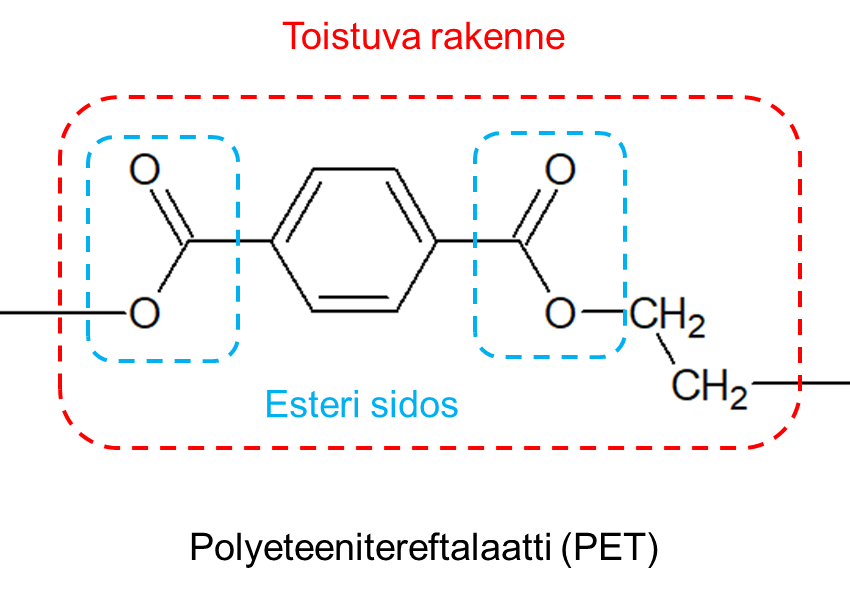 Toistuva rakenne
O O
O O CH₂
CH₂
Esteri sidos
Polyeteenitereftalaatti (PET)